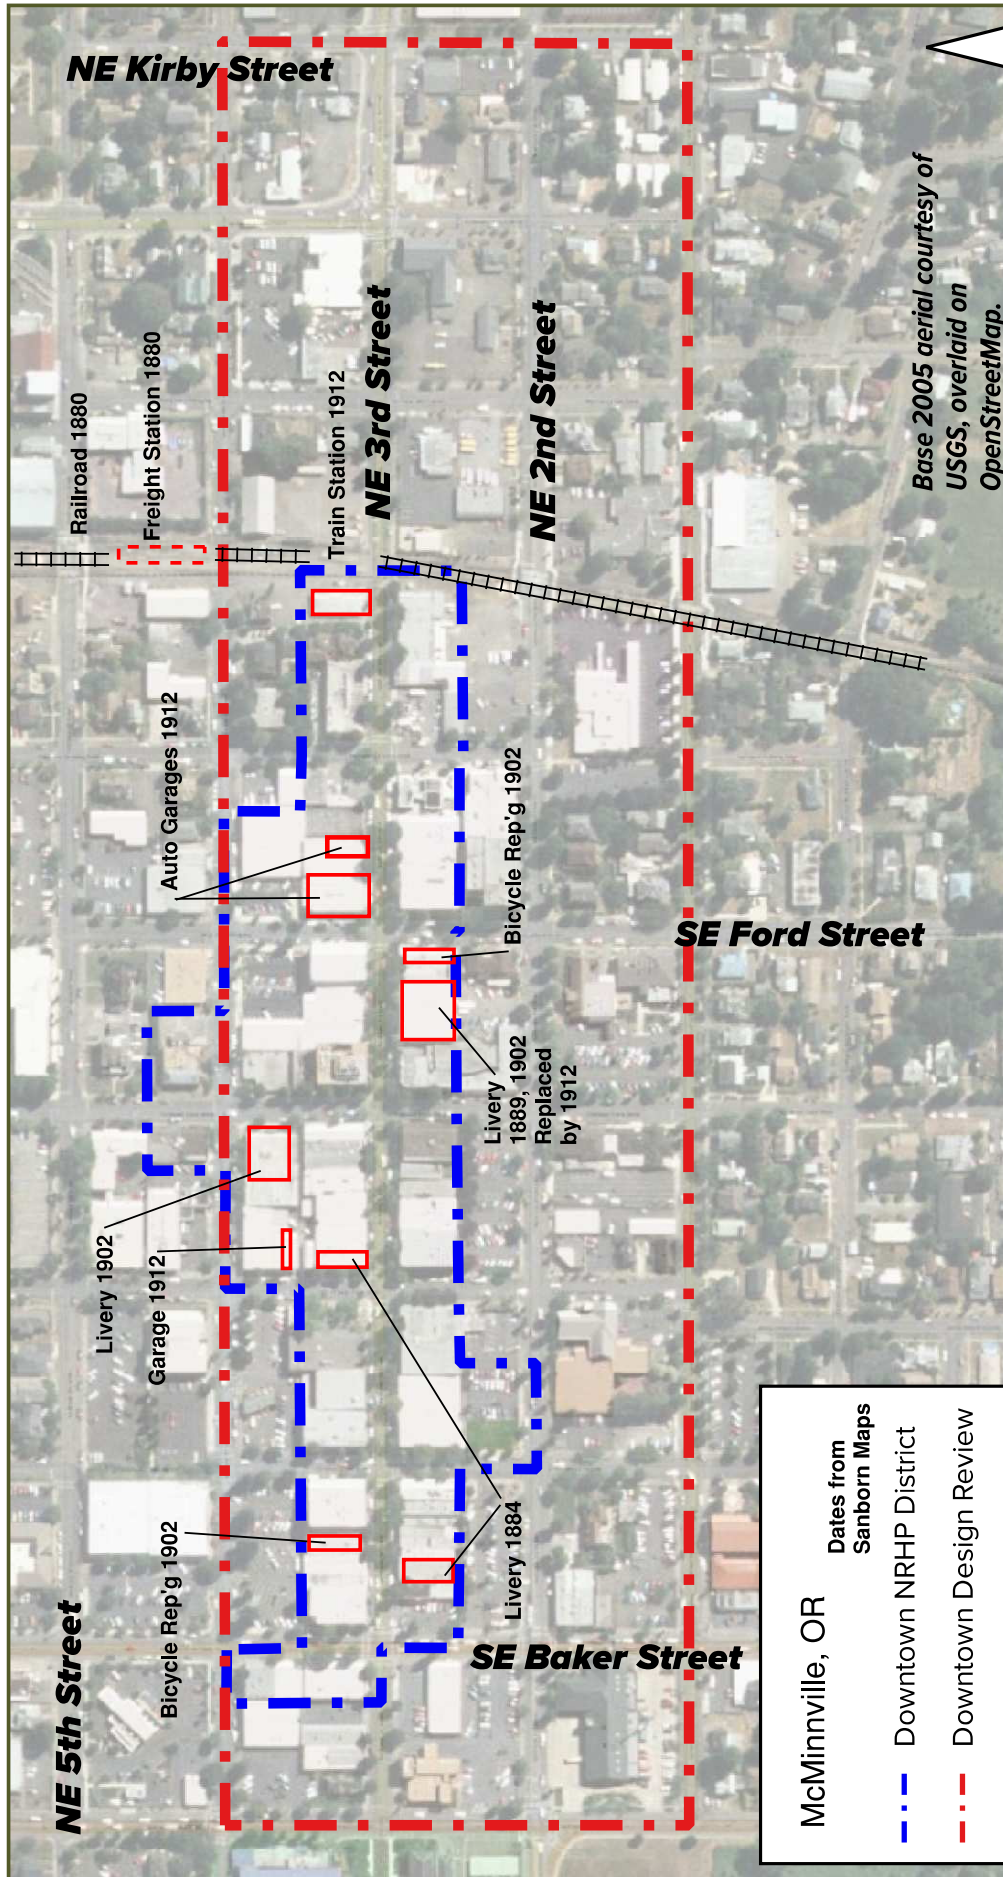 NE Kirby Street
Railroad 1880
Freight Station 1880
Train Station 1912
NE 3rd Street
NE 2nd Street
Base 2005 aerial courtesy of
USGS, overlaid on
OpenStreetMap.
Auto Garages 1912
Bicycle Rep'g 1902
SE Ford Street
Livery
1889, 1902
Replaced
by 1912
Livery 1902
Garage 1912
Bicycle Rep'g 1902
Livery 1884
NE 5th Street
SE Baker Street
McMinnville, OR
Dates from
Sanborn Maps
Downtown NRHP District
Downtown Design Review